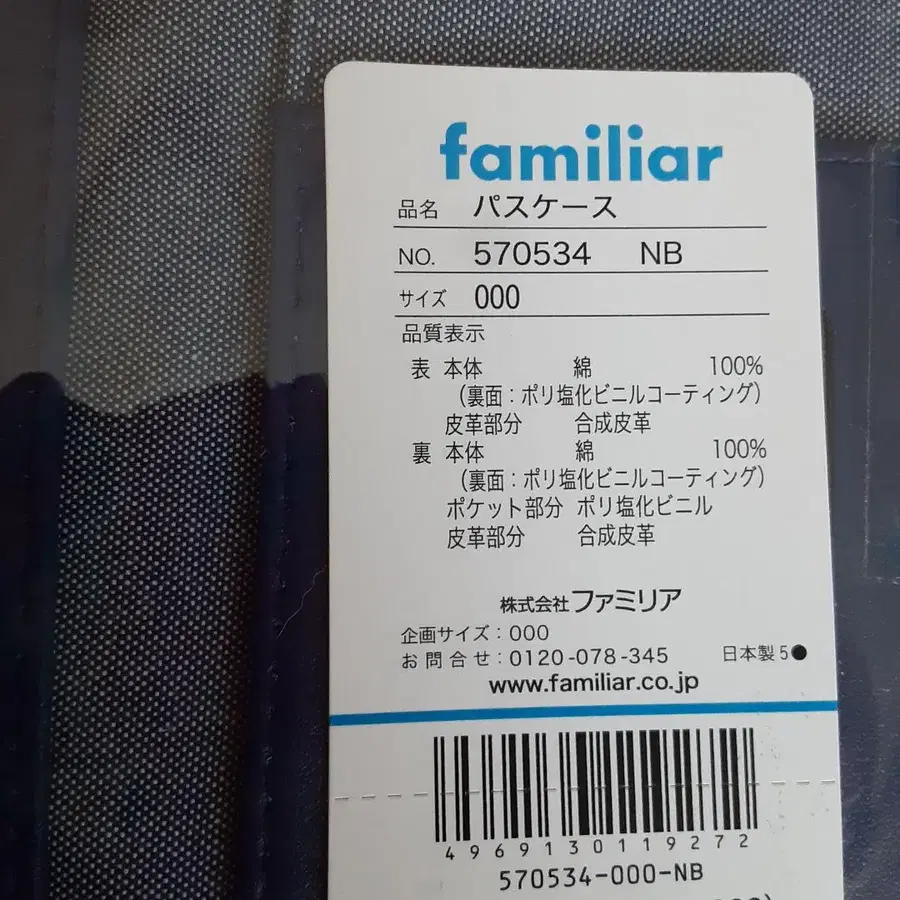 familiar
品名 パスケース
NO. 570534 NB
サイズ 000
品質表示
表 本体 綿 100%
(裏面:ポリ塩化ビニルコーティング)
皮革部分 合成皮革
裏 本体 綿 100%
(裏面:ポリ塩化ビニルコーティング)
ポケット部分 ポリ塩化ビニル
皮革部分 合成皮革
株式会社ファミリア
企画サイズ:000
お問合せ:0120-078-345 日本製 5●
www.familiar.co.jp
4969130119272
570534-000-NB